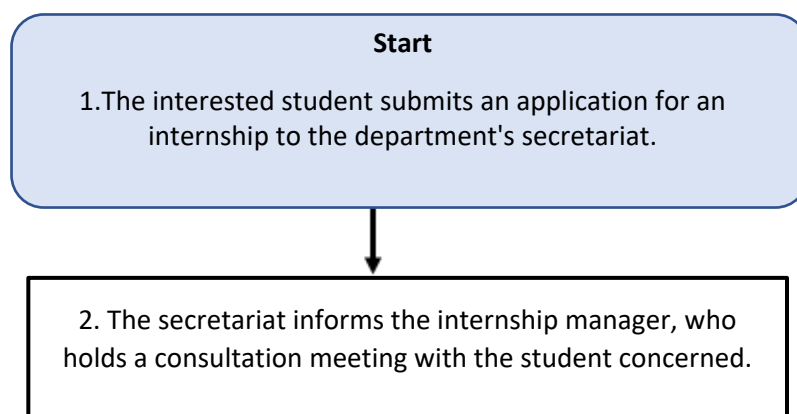 Start
1.The interested student submits an application for an
internship to the department's secretariat.
2. The secretariat informs the internship manager, who
holds a consultation meeting with the student concerned.